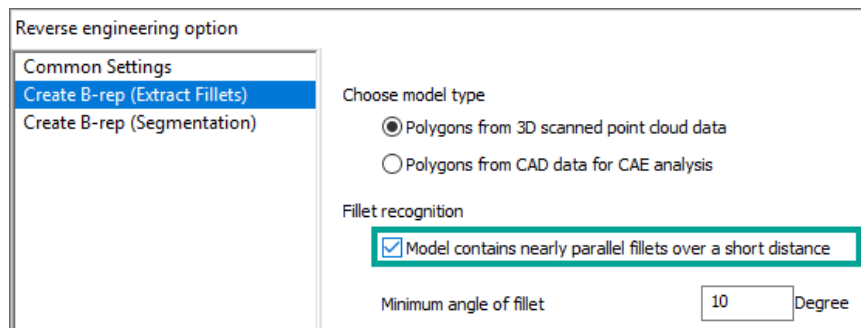 Reverse engineering option
Common Settings
Create B-rep (Extract Fillets)
Create B-rep (Segmentation)
Choose model type
Polygons from 3D scanned point cloud data
Polygons from CAD data for CAE analysis
Fillet recognition
Model contains nearly parallel fillets over a short distance
Minimum angle of fillet 10 Degree